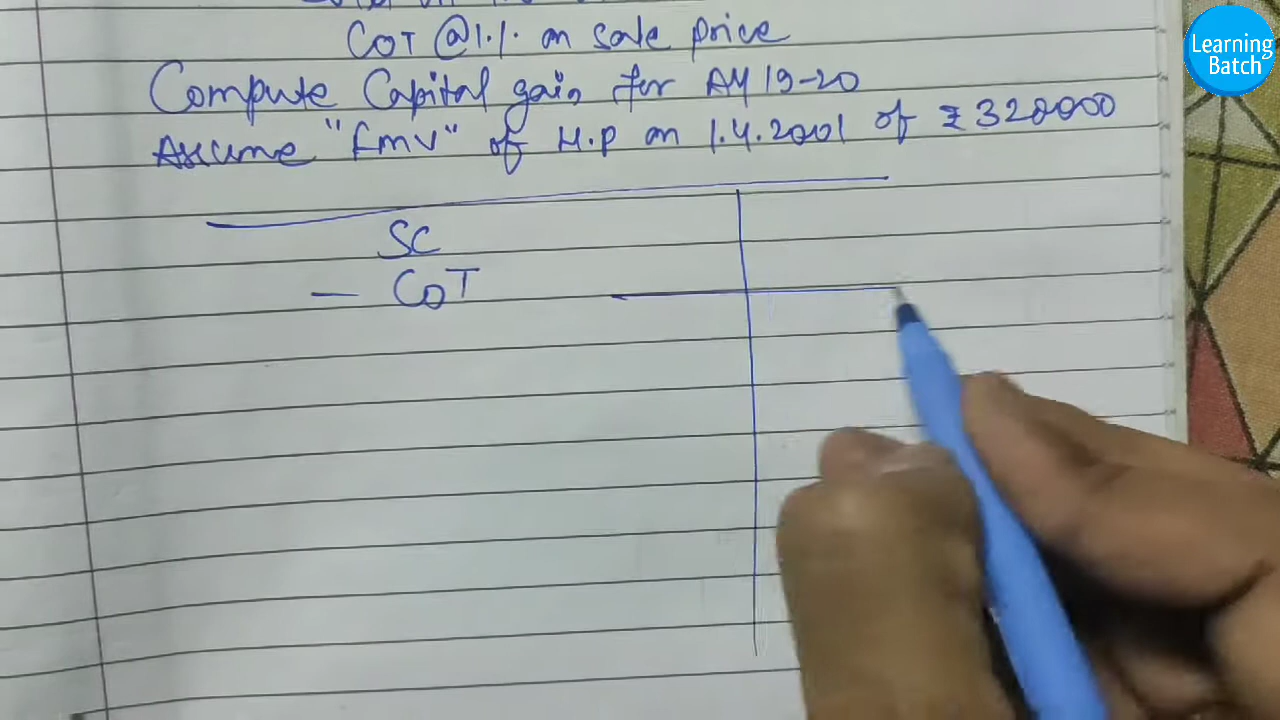 COT @1.% on sale price
Compute Capital gain for AY 19-20
Assume "fmv" of H.P on 1.4.2001 of ₹320000
SC
— COT
Learning
Batch